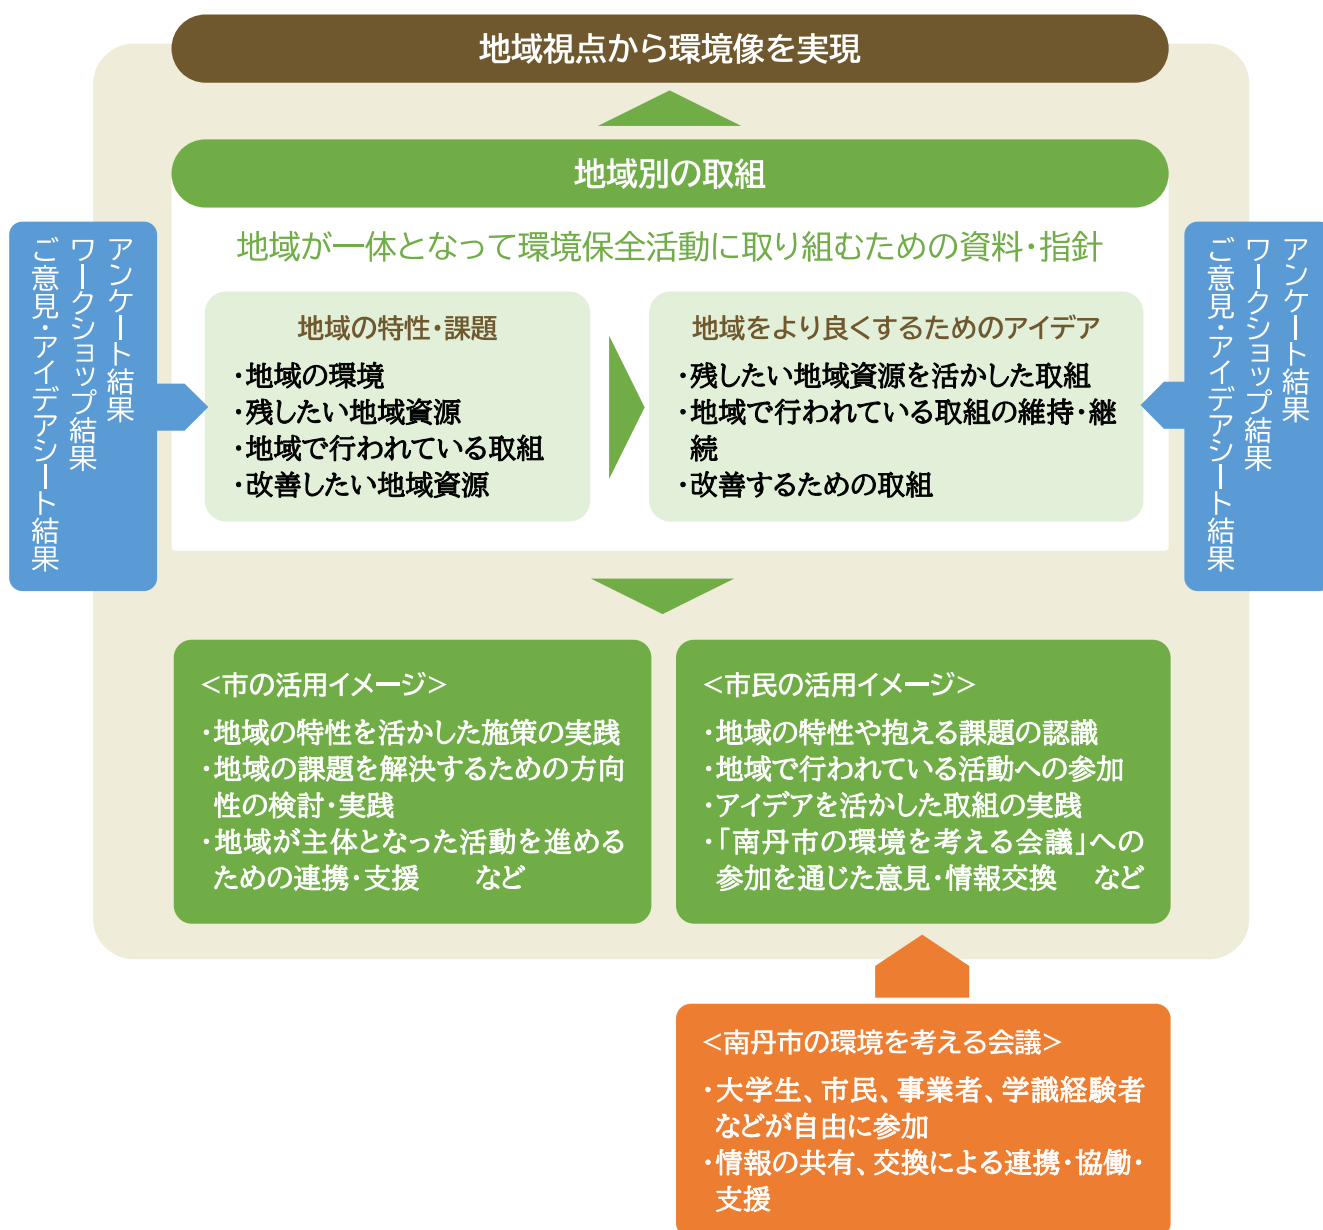 地域視点から環境像を実現
地域別の取組
地域が一体となって環境保全活動に取り組むための資料・指針
アンケート結果
ワークショップ結果
ご意見・アイデアシート結果
地域の特性・課題
・地域の環境
・残したい地域資源
・地域で行われている取組
・改善したい地域資源
地域をより良くするためのアイデア
・残したい地域資源を活かした取組
・地域で行われている取組の維持・継
続
・改善するための取組
アンケート結果
ワークショップ結果
ご意見・アイデアシート結果
<市の活用イメージ>
・地域の特性を活かした施策の実践
・地域の課題を解決するための方向
性の検討・実践
・地域が主体となった活動を進める
ための連携・支援　　など
<市民の活用イメージ>
・地域の特性や抱える課題の認識
・地域で行われている活動への参加
・アイデアを活かした取組の実践
・「南丹市の環境を考える会議」への
参加を通じた意見・情報交換　など
<南丹市の環境を考える会議>
・大学生、市民、事業者、学識経験者
などが自由に参加
・情報の共有、交換による連携・協働・
支援